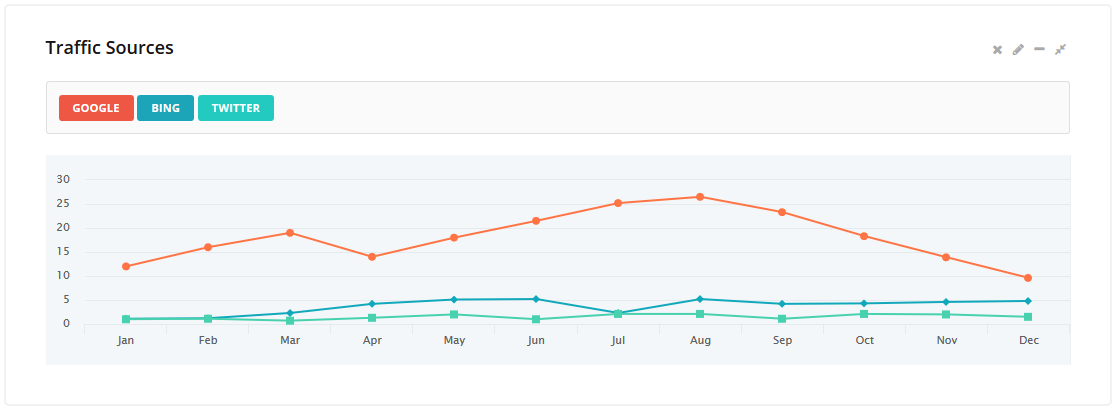 Traffic Sources
GOOGLE BING TWITTER
30
25
20
15
10
5
0
Jan Feb Mar Apr May Jun Jul Aug Sep Oct Nov Dec